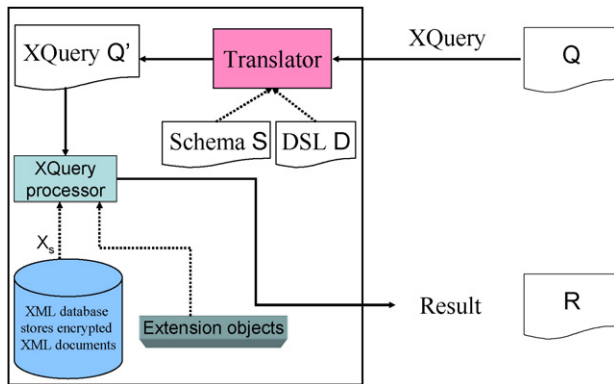 XQuery Q’
Translator
XQuery
Q
Schema S
DSL D
XQuery
processor
Xs
XML database
stores encrypted
XML documents
Extension objects
Result
R